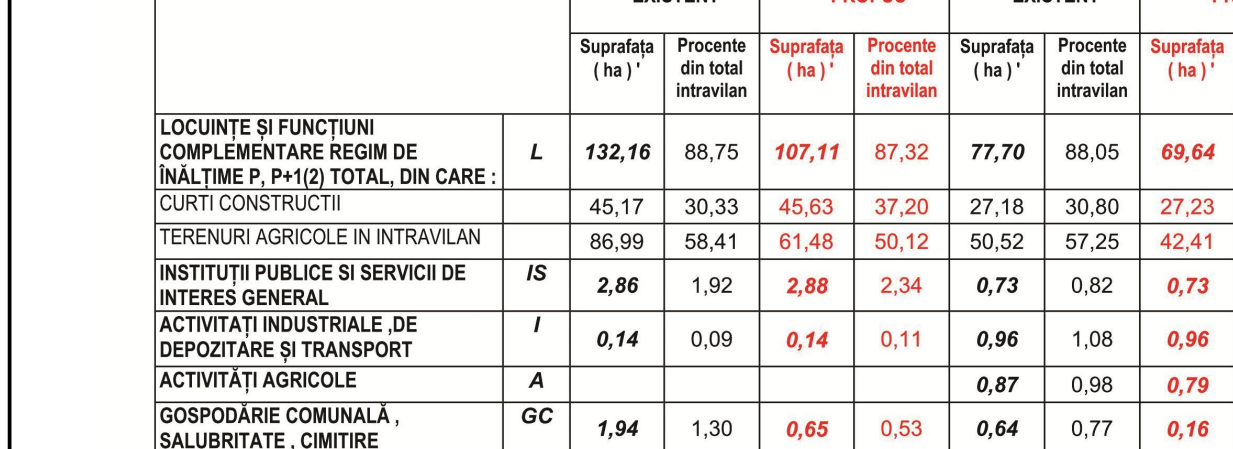 EXISTENT PROPUS EXISTENT
Suprafața Procente Suprafața Procente Suprafața Procente Suprafața
( ha ) ' din total ( ha ) ' din total ( ha ) ' din total ( ha ) '
intravilan intravilan intravilan
LOCUINȚE ȘI FUNCȚIUNI
COMPLEMENTARE REGIM DE
ÎNĂLȚIME P, P+1(2) TOTAL, DIN CARE :
L 132,16 88,75 107,11 87,32 77,70 88,05 69,64
CURTI CONSTRUCTII 45,17 30,33 45,63 37,20 27,18 30,80 27,23
TERENURI AGRICOLE IN INTRAVILAN 86,99 58,41 61,48 50,12 50,52 57,25 42,41
INSTITUȚII PUBLICE SI SERVICII DE
INTERES GENERAL
IS 2,86 1,92 2,88 2,34 0,73 0,82 0,73
ACTIVITAȚI INDUSTRIALE ,DE
DEPOZITARE ȘI TRANSPORT
I 0,14 0,09 0,14 0,11 0,96 1,08 0,96
ACTIVITĂȚI AGRICOLE A 0,87 0,98 0,79
GOSPODĂRIE COMUNALĂ ,
SALUBRITATE , CIMITIRE
GC 1,94 1,30 0,65 0,53 0,64 0,77 0,16